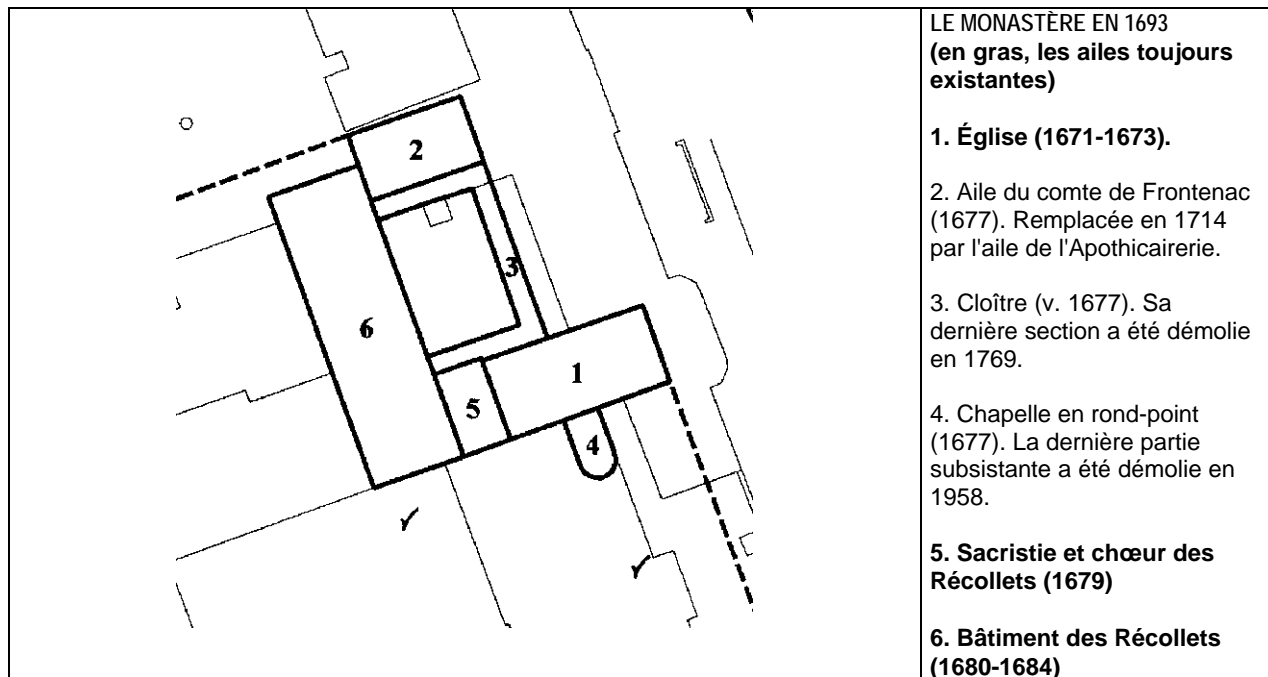 LE MONASTÈRE EN 1693
(en gras, les ailes toujours
existantes)
1. Église (1671-1673).
2. Aile du comte de Frontenac
(1677). Remplacée en 1714
par l'aile de l'Apothicairerie.
3. Cloître (v. 1677). Sa
dernière section a été démolie
en 1769.
4. Chapelle en rond-point
(1677). La dernière partie
subsistante a été démolie en
1958.
5. Sacristie et chœur des
Récollets (1679)
6. Bâtiment des Récollets
(1680-1684)
2
3
6
1
5
4